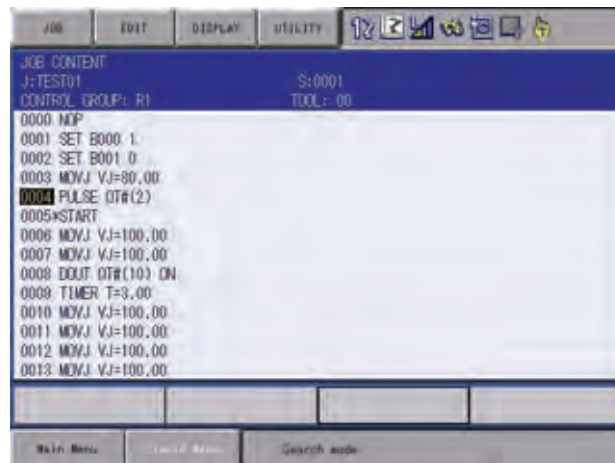 JOB EDIT DISPLAY UTILITY
JOB CONTENT
J:TEST01 S:0001
CONTROL GROUP: R1 TOOL: 00
0000 NOP
0001 SET B000 1
0002 SET B001 0
0003 MOVJ VJ=80.00
0004 PULSE OT#(2)
0005*START
0006 MOVJ VJ=100.00
0007 MOVJ VJ=100.00
0008 DOUT OT#(10) ON
0009 TIMER T=3.00
0010 MOVJ VJ=100.00
0011 MOVJ VJ=100.00
0012 MOVJ VJ=100.00
0013 MOVJ VJ=100.00
Main Menu Simple Menu Search mode